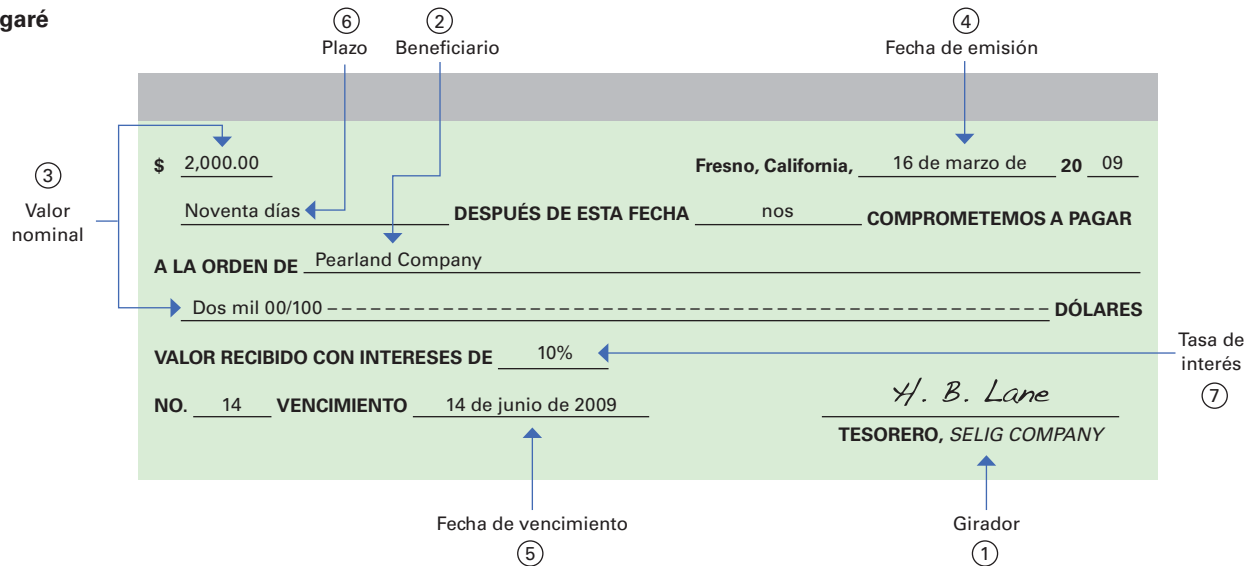 garé
⑥ ② ④
Plazo Beneficiario Fecha de emisión
$ 2,000.00 Fresno, California, 16 de marzo de 20 09
③
Valor
nominal
Noventa días DESPUÉS DE ESTA FECHA nos COMPROMETEMOS A PAGAR
A LA ORDEN DE Pearland Company
Dos mil 00/100 – – – – – – – – – – – – – – – – – – – – – – – – – – – – – – – – – – – – – – – – DÓLARES
VALOR RECIBIDO CON INTERESES DE 10%
Tasa de
interés
⑦
NO. 14 VENCIMIENTO 14 de junio de 2009
H. B. Lane
TESORERO, SELIG COMPANY
Fecha de vencimiento Girador
⑤ ①